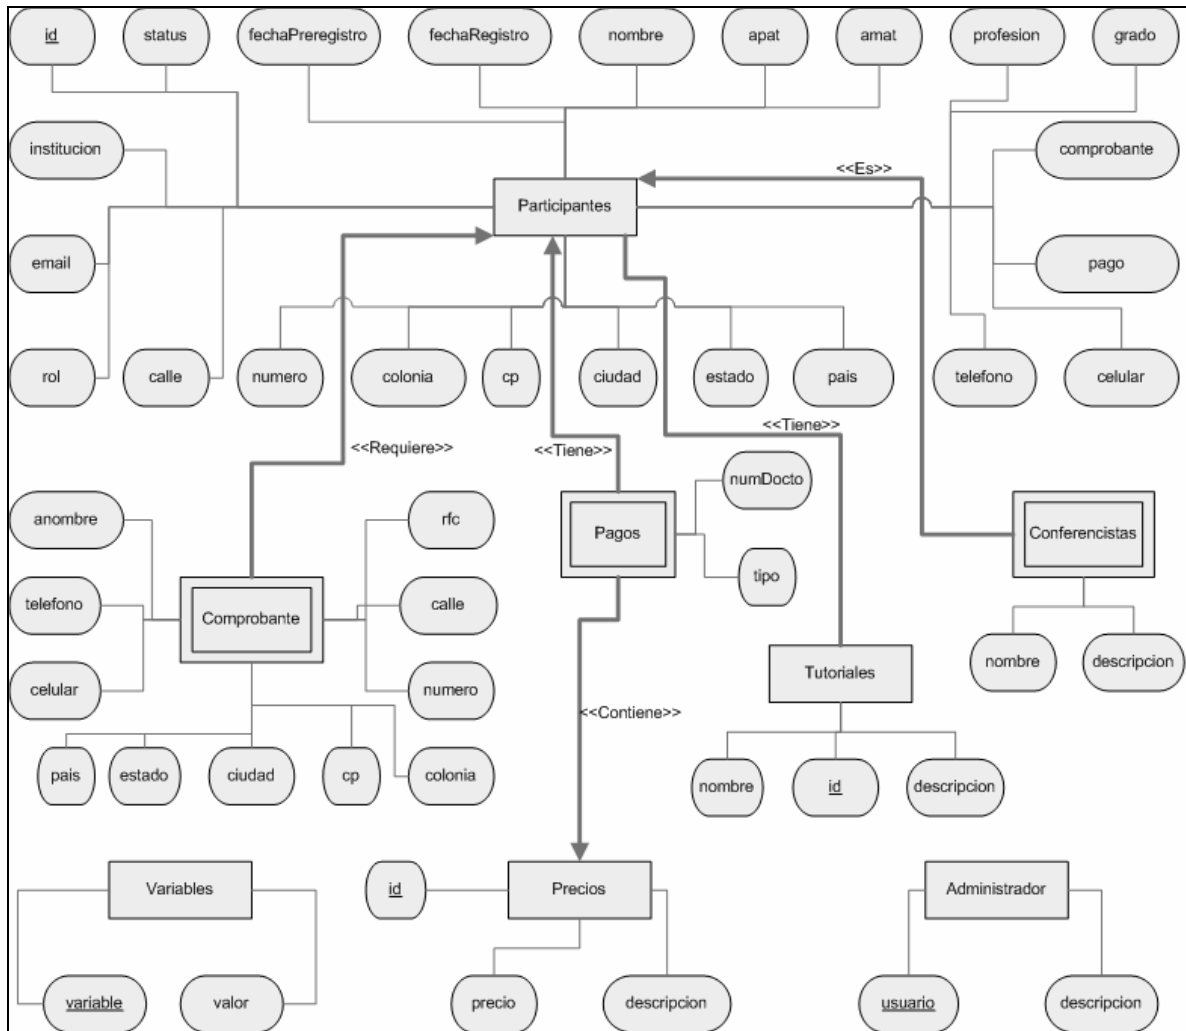 id
status
fechaPreregistro
fechaRegistro
nombre
apat
amat
profesion
grado
institucion
comprobante
<<Es>>
Participantes
email
pago
rol
calle
numero
colonia
cp
ciudad
estado
pais
telefono
celular
<<Requiere>>
<<Tiene>>
<<Tiene>>
numDocto
anombre
rfc
Pagos
Conferencistas
tipo
telefono
Comprobante
calle
celular
numero
Tutoriales
nombre
descripcion
<<Contiene>>
pais
estado
ciudad
cp
colonia
nombre
id
descripcion
Variables
id
Precios
Administrador
variable
valor
precio
descripcion
usuario
descripcion